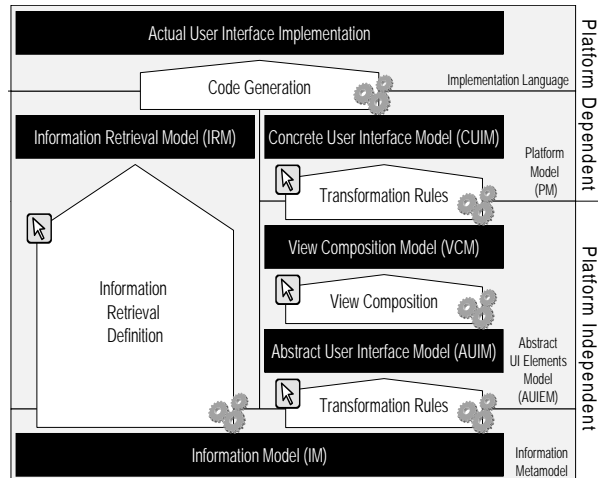 Actual User Interface Implementation
Code Generation
Implementation Language
Platform Dependent
Information Retrieval Model (IRM)
Concrete User Interface Model (CUIM)
Platform
Model
(PM)
Transformation Rules
View Composition Model (VCM)
Platform Independent
Information
Retrieval
Definition
View Composition
Abstract User Interface Model (AUIM)
Abstract
UI Elements
Model
(AUIEM)
Transformation Rules
Information Model (IM)
Information
Metamodel